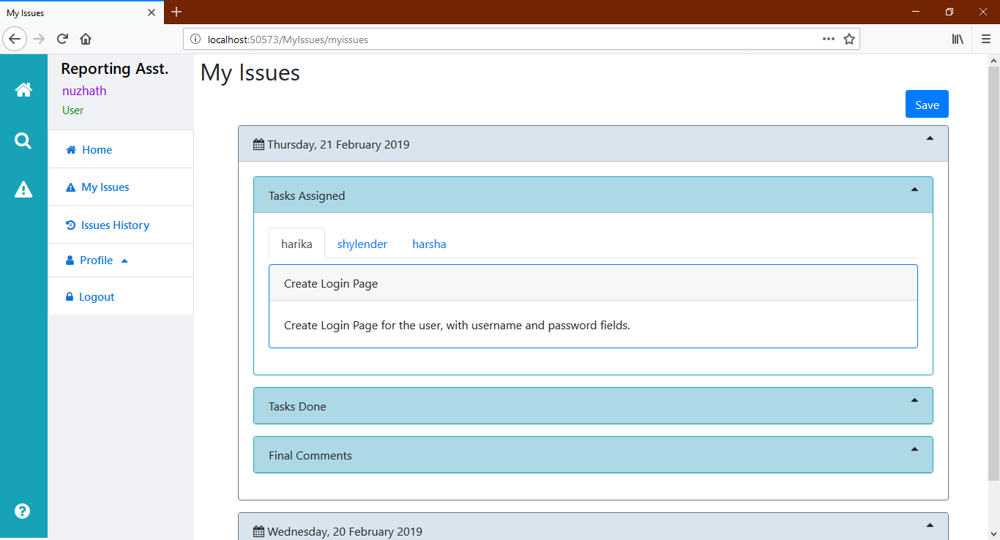 My Issues
localhost:50573/MyIssues/myissues
Reporting Asst.
nuzhath
User
Home
My Issues
Issues History
Profile
Logout
My Issues
Save
Thursday, 21 February 2019
Tasks Assigned
harika shylender harsha
Create Login Page
Create Login Page for the user, with username and password fields.
Tasks Done
Final Comments
Wednesday, 20 February 2019